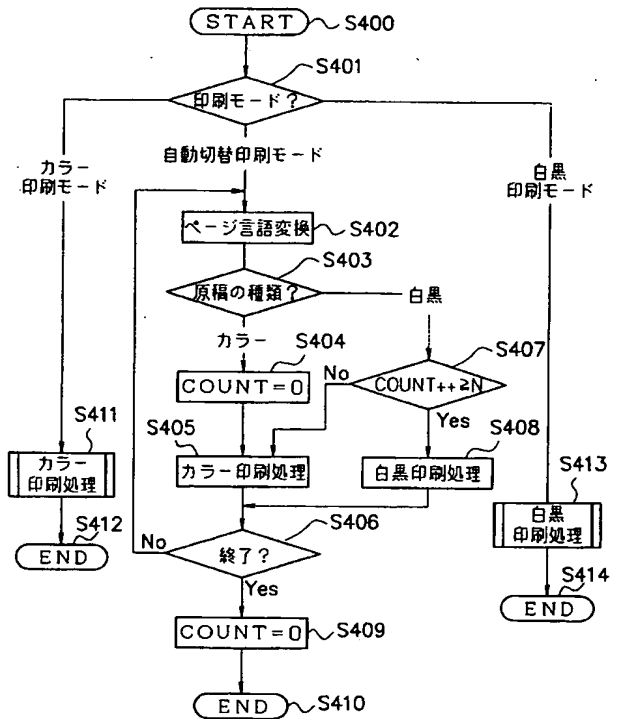 START
S400
S401
印刷モード?
カラー
印刷モード
自動切替印刷モード
白黒
印刷モード
ページ言語変換
S402
S403
原稿の種類?
白黒
カラー
S404
S407
COUNT=0
No
COUNT++≧N
Yes
S411
S405
S408
カラー
印刷処理
カラー印刷処理
白黒印刷処理
S413
白黒
印刷処理
S412
END
No
S406
終了?
Yes
S414
END
COUNT=0
S409
END
S410